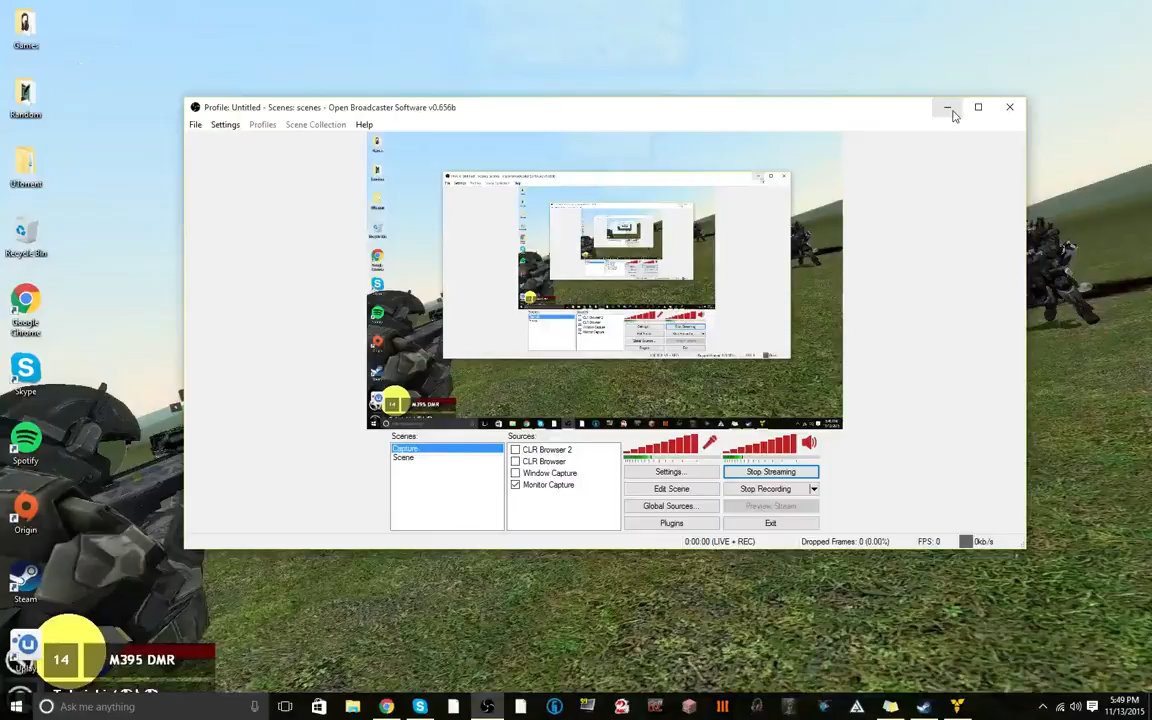 Games
Random
UTorrent
Recycle Bin
Google
Chrome
Skype
Spotify
Origin
Steam
Uplay
14 M395 DMR
Profile: Untitled - Scenes: scenes - Open Broadcaster Software v0.656b
File Settings Profiles Scene Collection Help
M395 DMR
Scenes:
Capture
Scene
Sources:
CLR Browser 2
CLR Browser
Window Capture
Monitor Capture
Settings...
Stop Streaming
Edit Scene
Stop Recording
Global Sources...
Preview Stream
Plugins
Exit
0:00:00 (LIVE + REC) Dropped Frames: 0 (0.00%) FPS: 0 0kb/s
Ask me anything
5:49 PM
11/13/2015